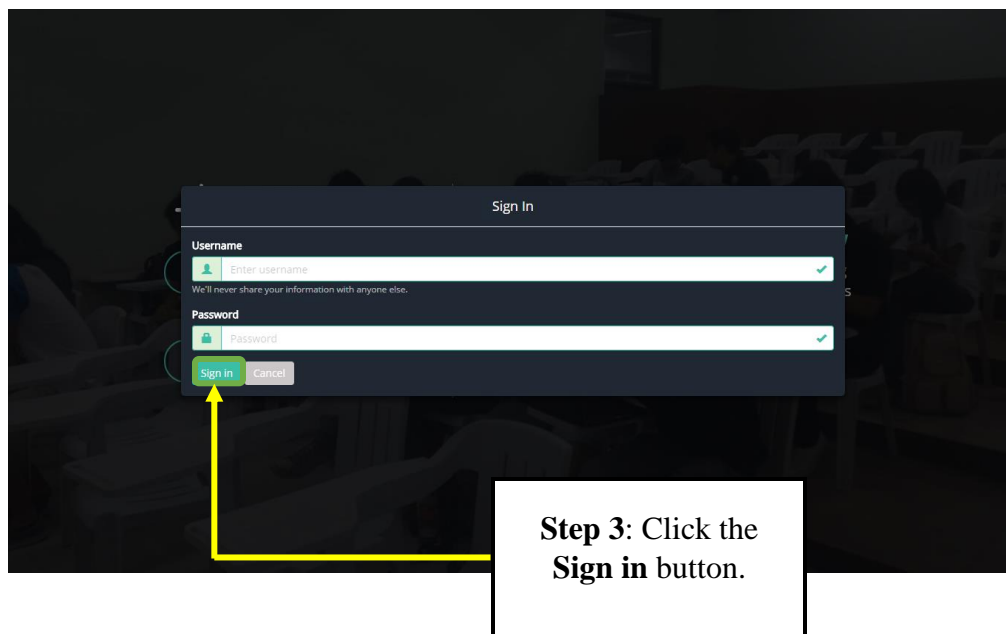 Sign In
Username
Enter username
We'll never share your information with anyone else.
Password
Password
Sign in Cancel
Step 3: Click the
Sign in button.